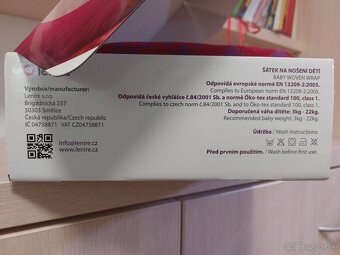 lenire
Výrobce / Producer:
Lenire s.r.o.
Brigádnická 237
50303 Smiřice
Česká republika/Czech republic
IČ 04758871 VAT CZ04758871
info@lenire.cz
www.lenire.cz
ŠÁTEK NA NOŠENÍ DĚTÍ
BABY WOVEN WRAP
Odpovídá evropské normě EN 13209-2:2005.
Complies to European norm EN 13209-2:2005.
Odpovídá české vyhlášce č.84/2001 Sb. a normě Öko-tex standard 100, class 1.
Complies to czech norm č.84/2001 Sb. and to Öko-tex standard 100, class 1.
Doporučená váha dítěte: 3kg - 22kg.
Recommended baby weight: 3kg - 22kg.
Údržba / Wash instructions:
Před prvním použitím. / Wash before first use.